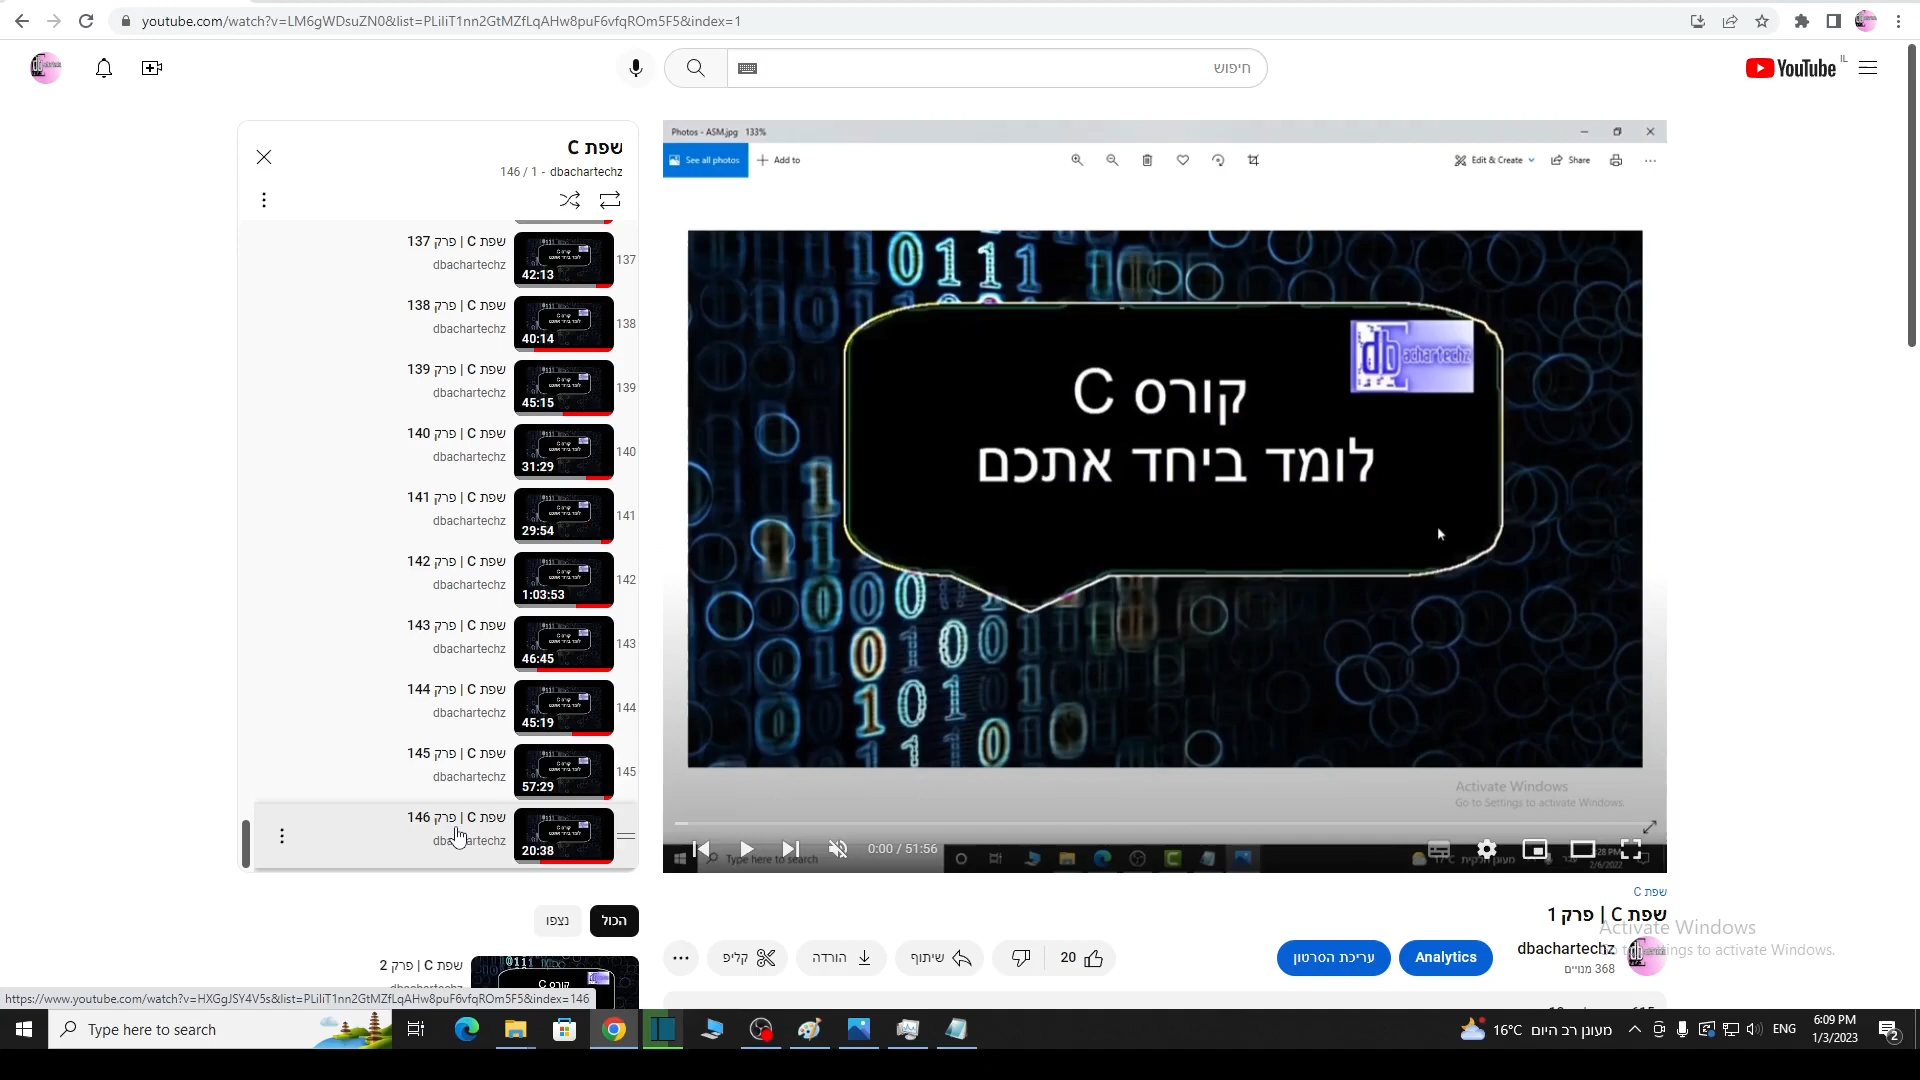 youtube.com/watch?v=LM6gWDsuZN0&list=PLiliT1nn2GtMZfLqAHw8puF6vfqROm5F5&index=1
חיפוש
YouTube IL
שפת C
146 / 1 - dbachartechz
שפת C | פרק 137
dbachartechz
42:13
137
שפת C | פרק 138
dbachartechz
40:14
138
שפת C | פרק 139
dbachartechz
45:15
139
שפת C | פרק 140
dbachartechz
31:29
140
שפת C | פרק 141
dbachartechz
29:54
141
שפת C | פרק 142
dbachartechz
1:03:53
142
שפת C | פרק 143
dbachartechz
46:45
143
שפת C | פרק 144
dbachartechz
45:19
144
שפת C | פרק 145
dbachartechz
57:29
145
שפת C | פרק 146
20:38
הכול
נצפו
שפת C | פרק 2
Photos - ASM.jpg 133%
See all photos
Add to
Edit & Create
Share
dbachartechz
קורס C
לומד ביחד אתכם
Activate Windows
Go to Settings to activate Windows.
0:00 / 51:56
Type here to search
שפת C
שפת C | פרק 1
dbachartechz
368 מנויים
Analytics
עריכת הסרטון
20
שיתוף
הורדה
קליפ
Activate Windows
https://www.youtube.com/watch?v=HXGgJSY4V5s&list=PLiliT1nn2GtMZfLqAHw8puF6vfqROm5F5&index=146
Type here to search
16°C מעונן רב היום
ENG
6:09 PM
1/3/2023
2